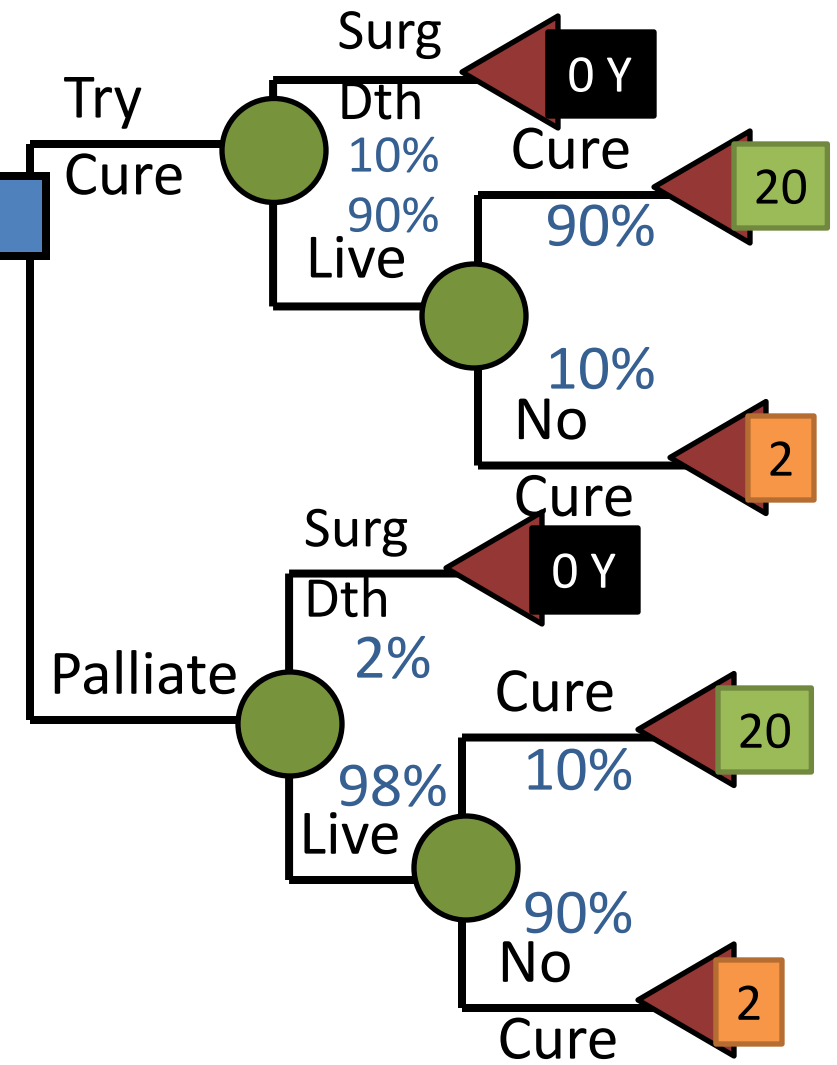 Surg
0 Y
Try
Dth
Cure
10%
Cure
20
90%
90%
Live
10%
No
2
Cure
Surg
0 Y
Dth
2%
Palliate
Cure
20
10%
98%
Live
90%
No
2
Cure